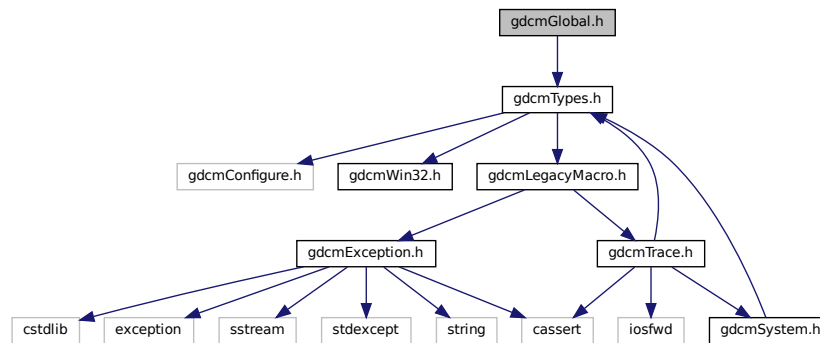 gdcmGlobal.h
gdcmTypes.h
gdcmConfigure.h
gdcmWin32.h
gdcmLegacyMacro.h
gdcmException.h
gdcmTrace.h
cstdlib
exception
sstream
stdexcept
string
cassert
iosfwd
gdcmSystem.h